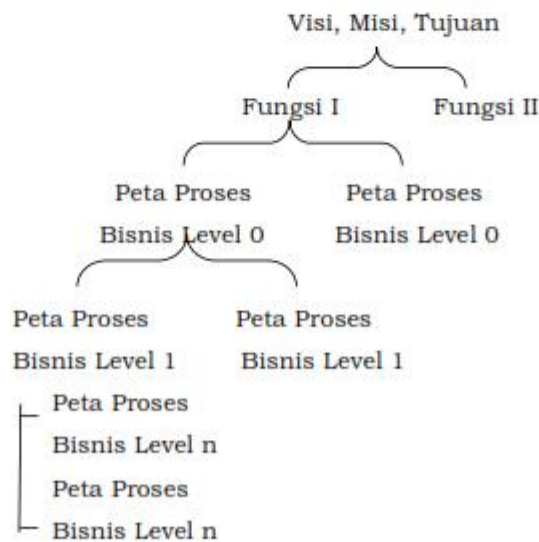 Visi, Misi, Tujuan
Fungsi I
Fungsi II
Peta Proses
Bisnis Level 0
Peta Proses
Bisnis Level 0
Peta Proses
Bisnis Level 1
Peta Proses
Bisnis Level 1
Peta Proses
Bisnis Level n
Peta Proses
Bisnis Level n